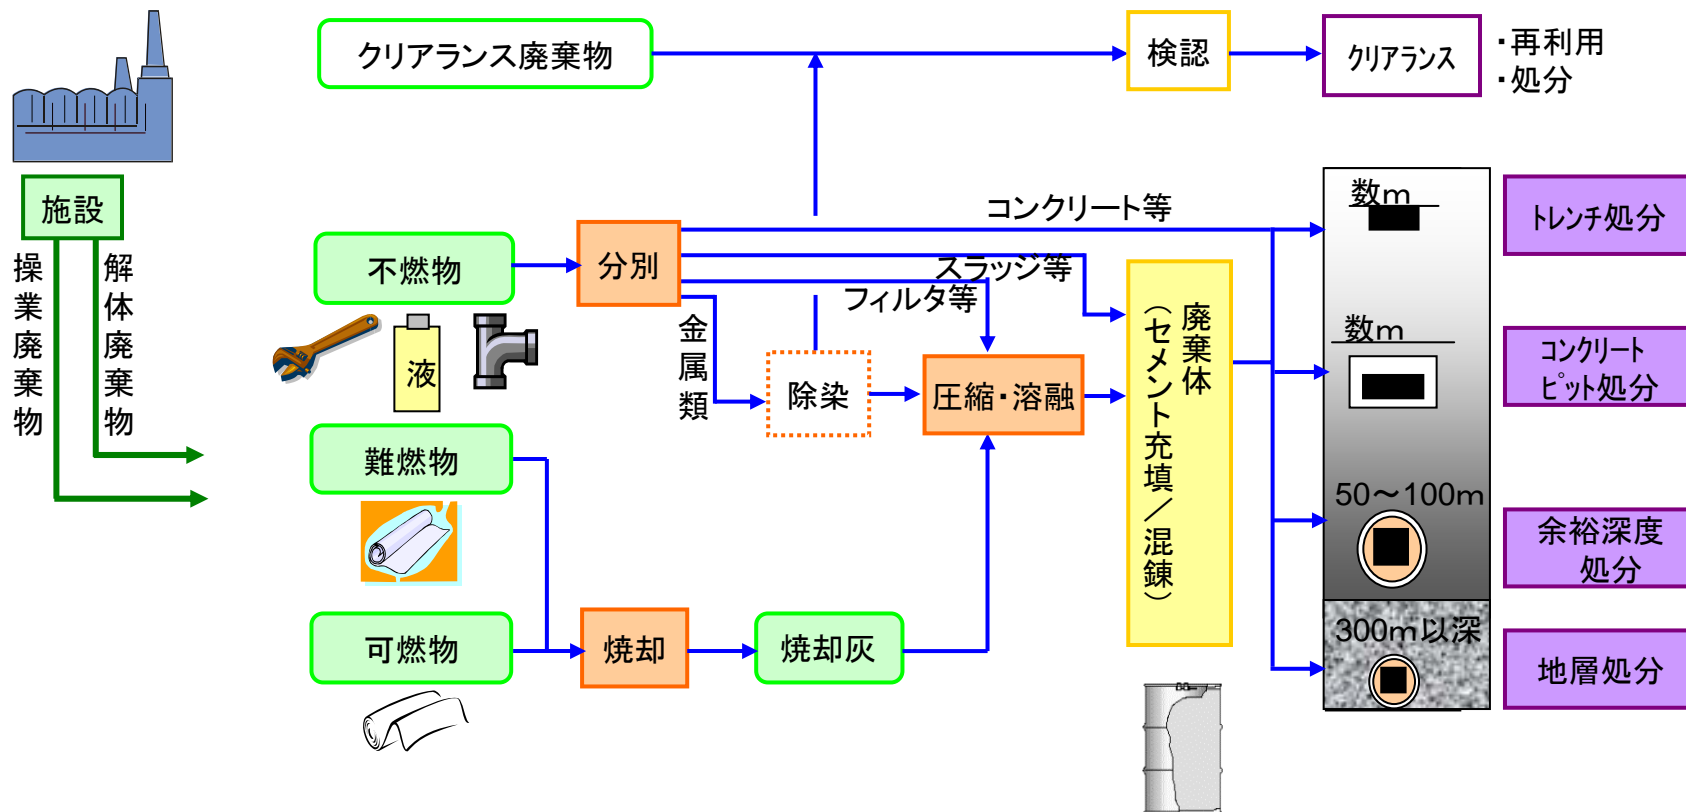 クリアランス廃棄物
検認
クリアランス
・再利用
・処分
施設
操業廃棄物
解体廃棄物
不燃物
液
難燃物
可燃物
分別
コンクリート等
スラッジ等
フィルタ等
金属類
除染
圧縮・溶融
焼却
焼却灰
廃棄体
（セメント充填／混錬）
数m
トレンチ処分
数m
コンクリート
ピット処分
50～100m
余裕深度
処分
300m以深
地層処分